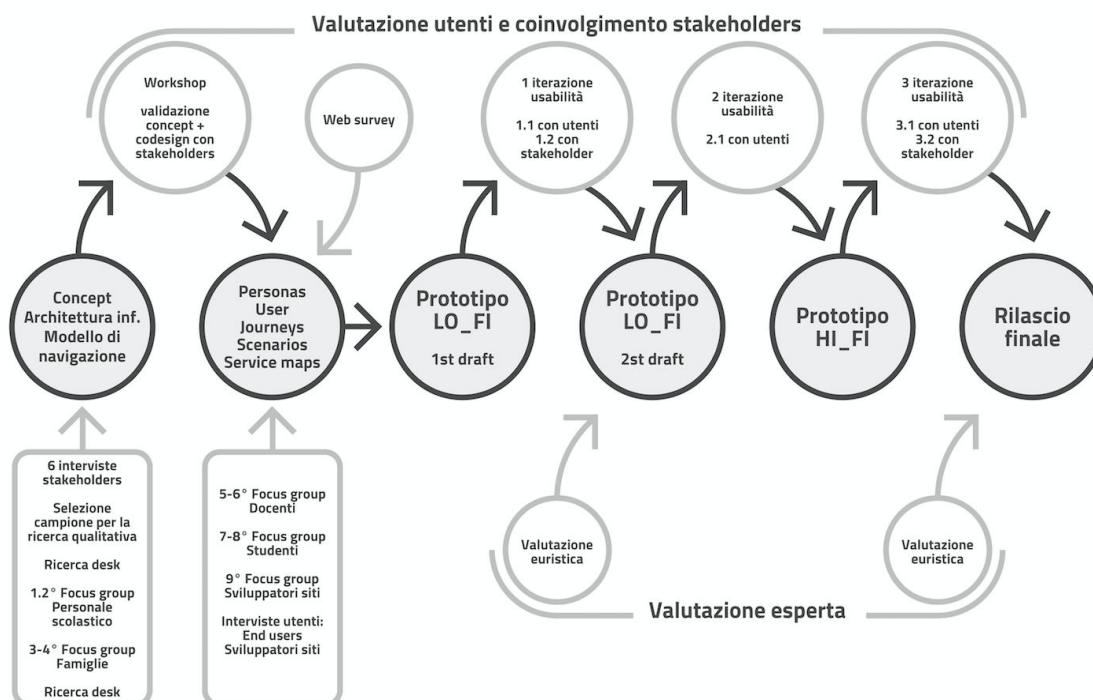 Valutazione utenti e coinvolgimento stakeholders
Workshop
validazione
concept +
codesign con
stakeholders
Web survey
1 iterazione
usabilità
1.1 con utenti
1.2 con
stakeholder
2 iterazione
usabilità
2.1 con utenti
3 iterazione
usabilità
3.1 con utenti
3.2 con
stakeholder
Concept
Architettura inf.
Modello di
navigazione
Personas
User
Journeys
Scenarios
Service maps
Prototipo
LO_FI
1st draft
Prototipo
LO_FI
2st draft
Prototipo
HI_FI
Rilascio
finale
6 interviste
stakeholders
Selezione
campione per la
ricerca qualitativa
Ricerca desk
1.2° Focus group
Personale
scolastico
3-4° Focus group
Famiglie
Ricerca desk
5-6° Focus group
Docenti
7-8° Focus group
Studenti
9° Focus group
Sviluppatori siti
Interviste utenti:
End users
Sviluppatori siti
Valutazione
euristica
Valutazione
euristica
Valutazione esperta